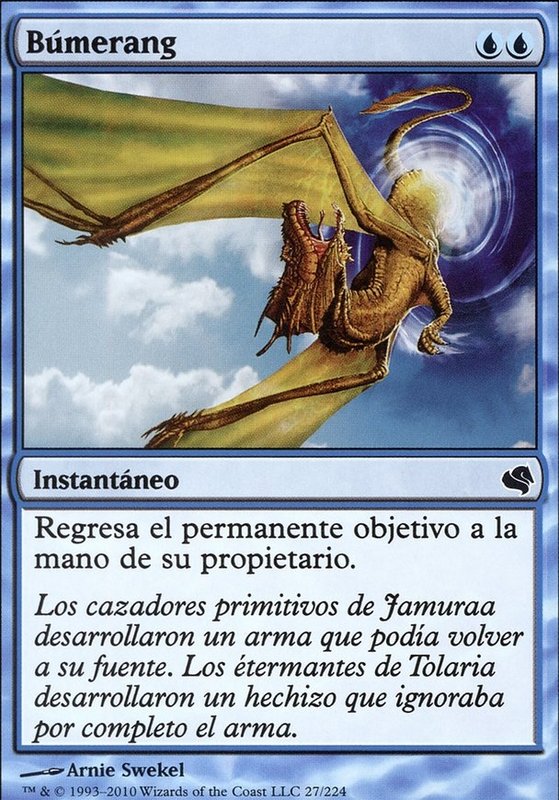 Búmerang
Instantáneo
Regresa el permanente objetivo a la
mano de su propietario.
Los cazadores primitivos de Jamuraa
desarrollaron un arma que podía volver
a su fuente. Los étermantes de Tolaria
desarrollaron un hechizo que ignoraba
por completo el arma.
Arnie Swekel
™ & © 1993–2010 Wizards of the Coast LLC 27/224